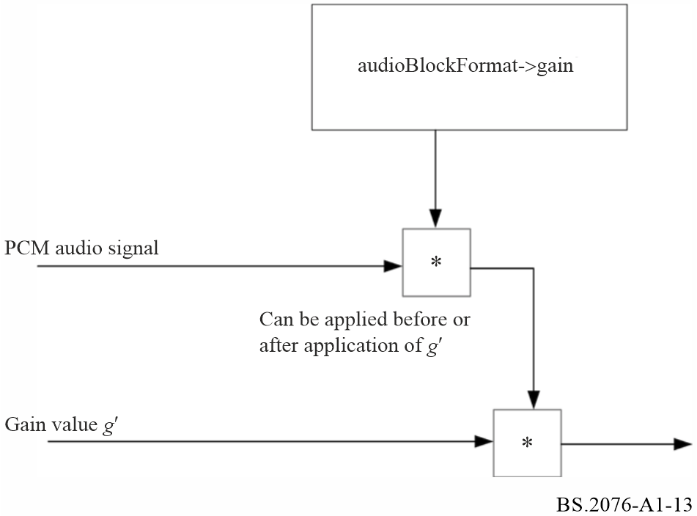 audioBlockFormat->gain
PCM audio signal
*
Can be applied before or
after application of g′
Gain value g′
*
BS.2076-A1-13